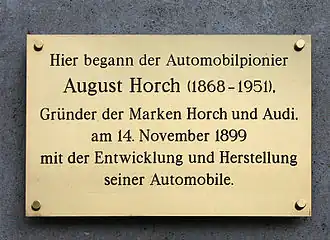 Hier begann der Automobilpionier
August Horch (1868-1951),
Gründer der Marken Horch und Audi,
am 14. November 1899
mit der Entwicklung und Herstellung
seiner Automobile.